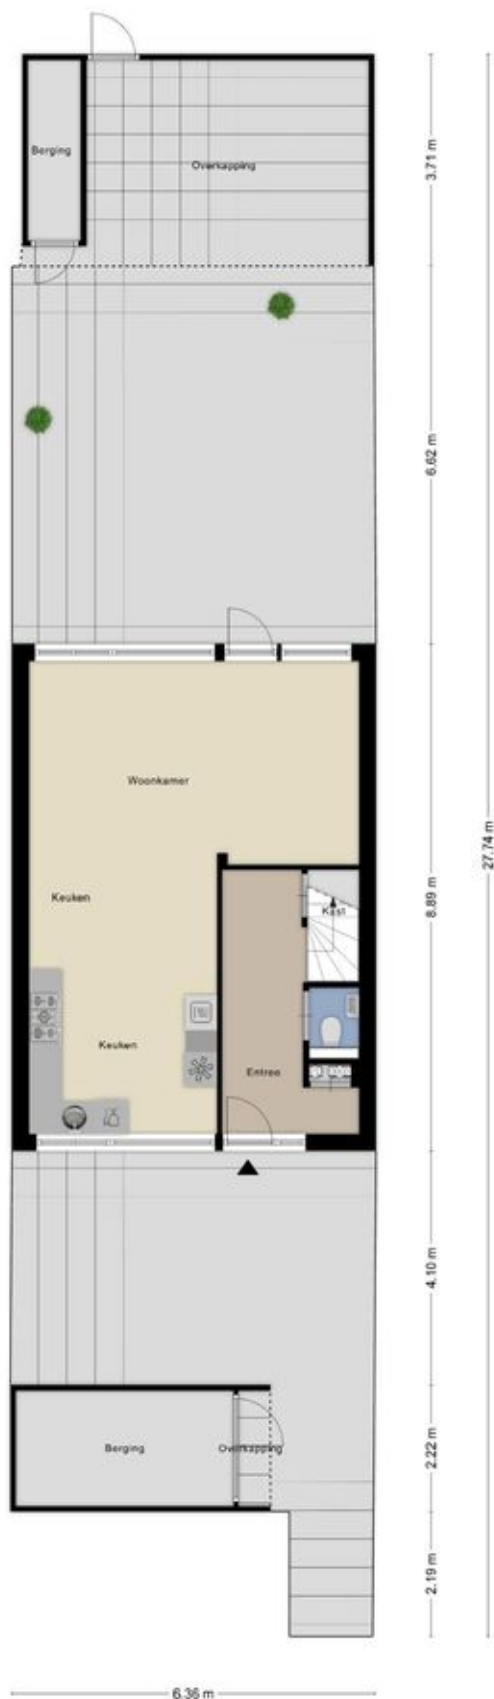 Berging
Overkapping
3.71 m
6.62 m
Woonkamer
27.74 m
8.89 m
Keuken
Kast
Keuken
Entree
4.10 m
Berging
Overkapping
2.22 m
2.19 m
6.36 m